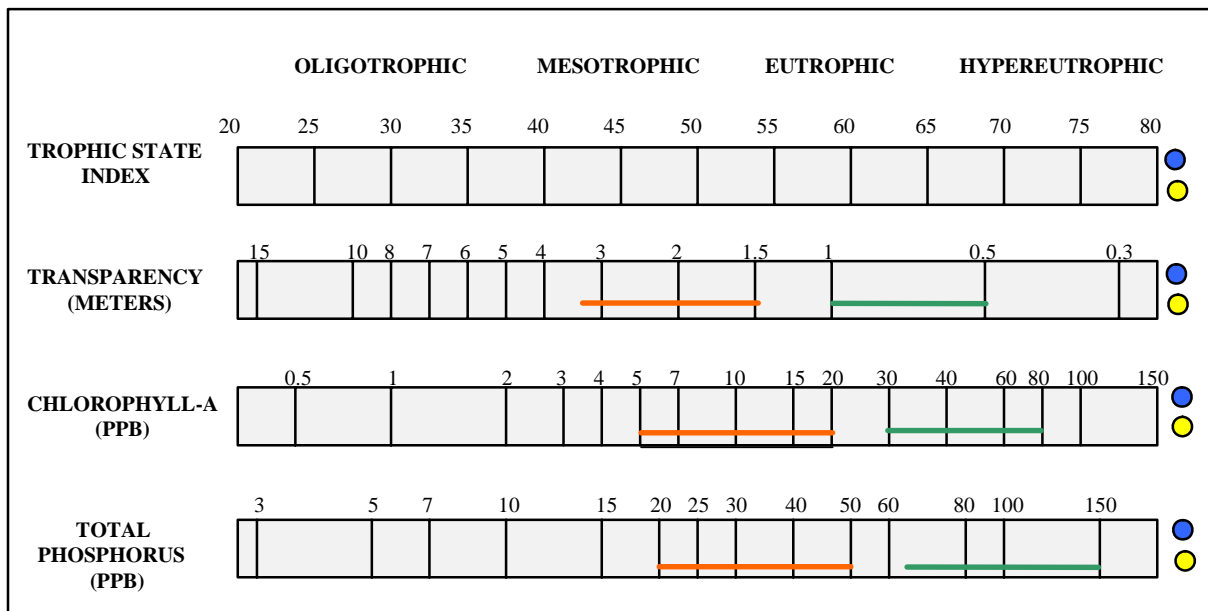 OLIGOTROPHIC MESOTROPHIC EUTROPHIC HYPEREUTROPHIC
20 25 30 35 40 45 50 55 60 65 70 75 80
TROPHIC STATE
INDEX
15 10 8 7 6 5 4 3 2 1.5 1 0.5 0.3
TRANSPARENCY
(METERS)
0.5 1 2 3 4 5 7 10 15 20 30 40 60 80 100 150
CHLOROPHYLL-A
(PPB)
3 5 7 10 15 20 25 30 40 50 60 80 100 150
TOTAL
PHOSPHORUS
(PPB)